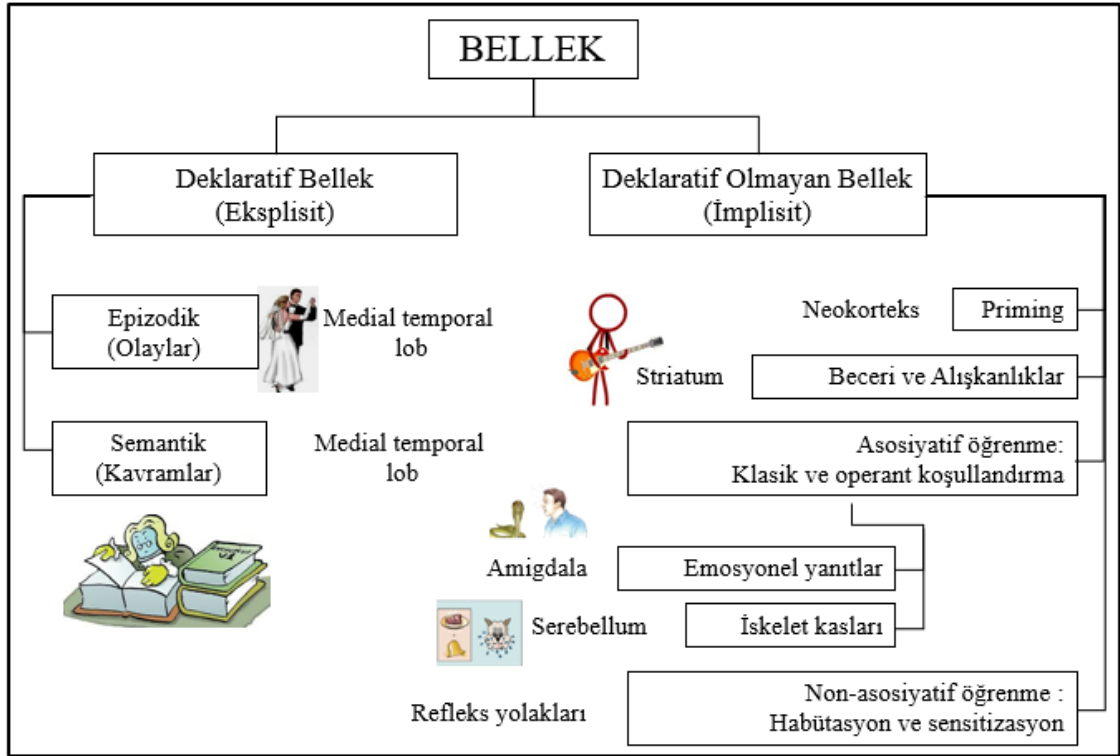 BELLEK
Deklaratif Bellek
(Eksplisit)
Deklaratif Olmayan Bellek
(İmplisit)
Epizodik
(Olaylar)
Medial temporal
lob
Semantik
(Kavramlar)
Medial temporal
lob
Neokorteks
Priming
Striatum
Beceri ve Alışkanlıklar
Asosiyatif öğrenme:
Klasik ve operant koşullandırma
Amigdala
Emosyonel yanıtlar
Serebellum
İskelet kasları
Refleks yolakları
Non-asosiyatif öğrenme :
Habütasyon ve sensitizasyon